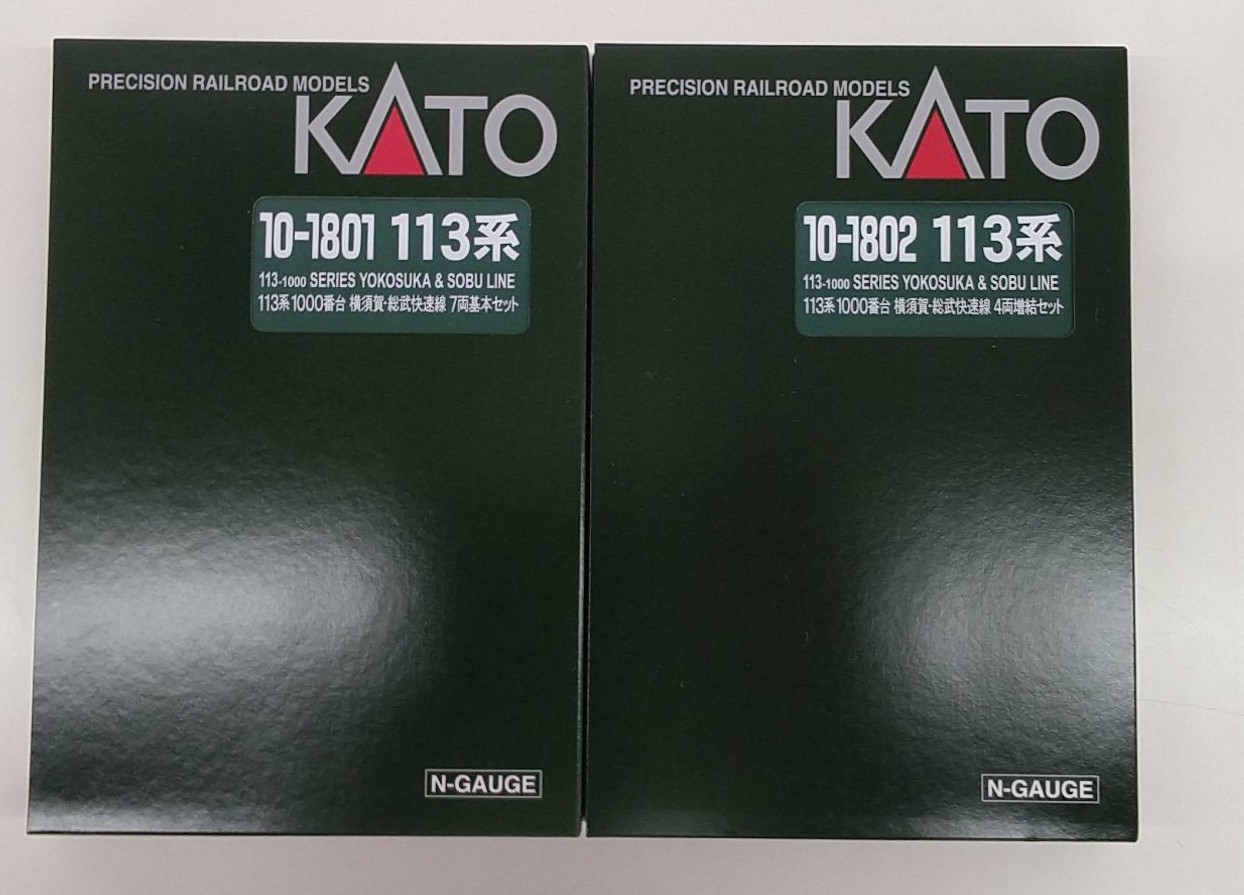 PRECISION RAILROAD MODELS
KATO
10-1801 113系
113-1000 SERIES YOKOSUKA & SOBU LINE
113系1000番台 横須賀・総武快速線 7両基本セット
N-GAUGE
PRECISION RAILROAD MODELS
KATO
10-1802 113系
113-1000 SERIES YOKOSUKA & SOBU LINE
113系1000番台 横須賀・総武快速線 4両増結セット
N-GAUGE